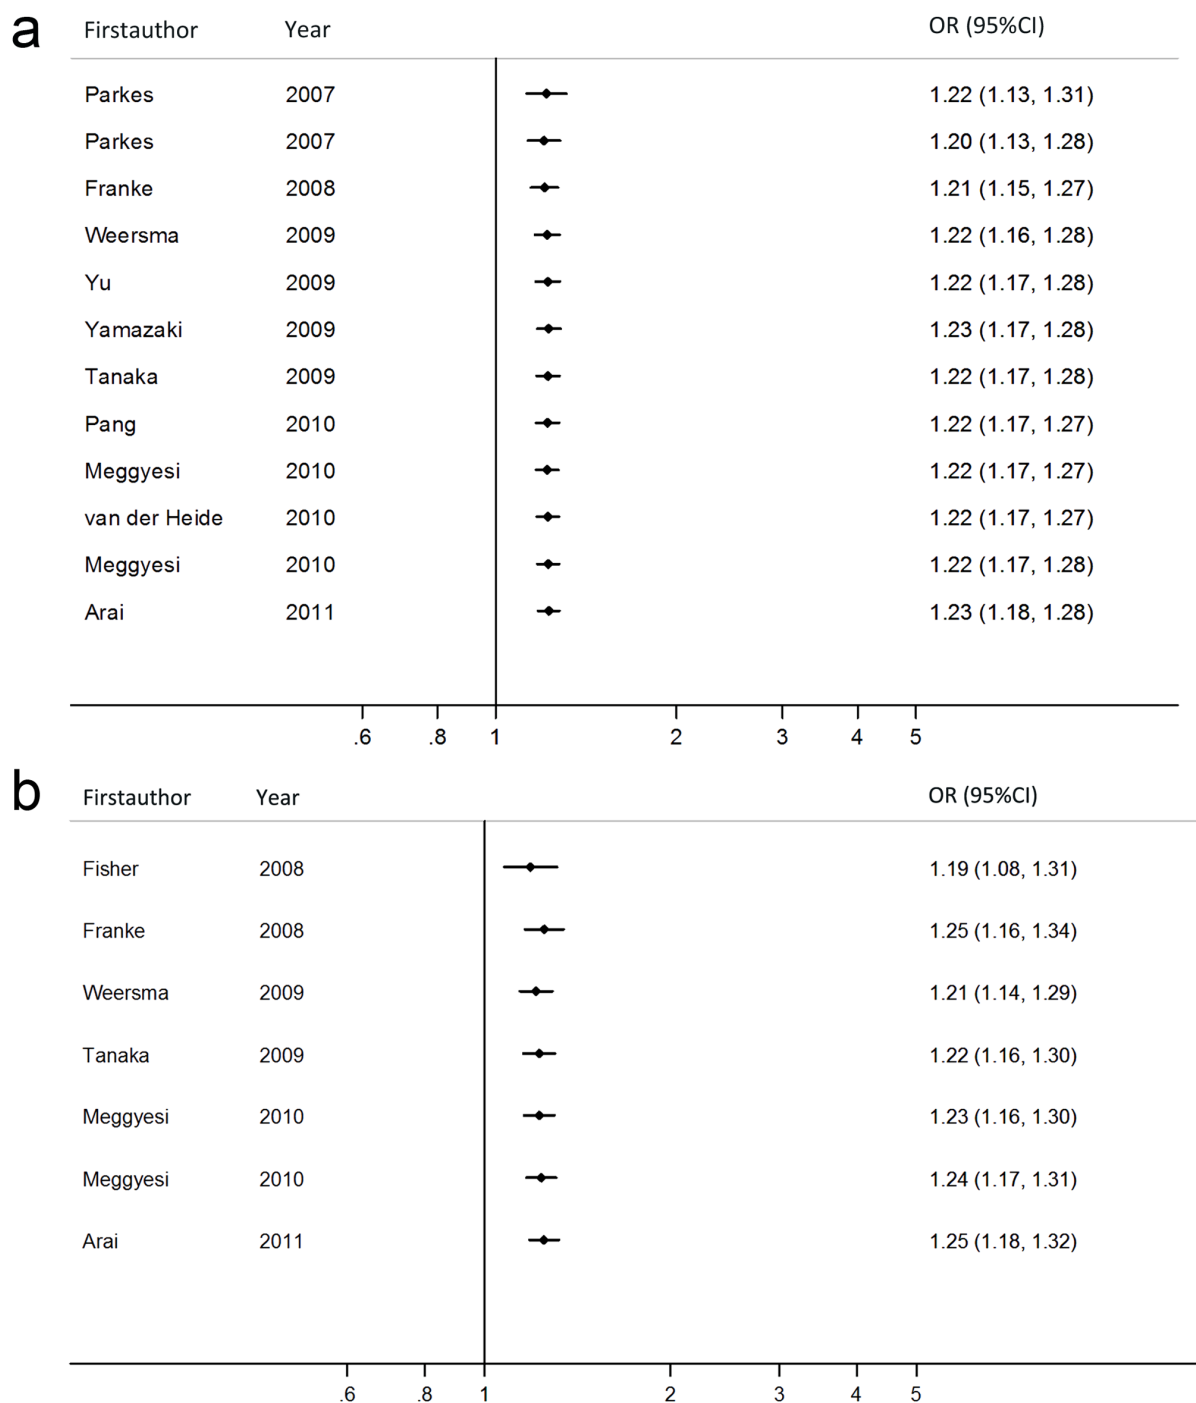 a
Firstauthor Year OR (95%CI)
Parkes 2007 1.22 (1.13, 1.31)
Parkes 2007 1.20 (1.13, 1.28)
Franke 2008 1.21 (1.15, 1.27)
Weersma 2009 1.22 (1.16, 1.28)
Yu 2009 1.22 (1.17, 1.28)
Yamazaki 2009 1.23 (1.17, 1.28)
Tanaka 2009 1.22 (1.17, 1.28)
Pang 2010 1.22 (1.17, 1.27)
Meggyesi 2010 1.22 (1.17, 1.27)
van der Heide 2010 1.22 (1.17, 1.27)
Meggyesi 2010 1.22 (1.17, 1.28)
Arai 2011 1.23 (1.18, 1.28)
.6 .8 1 2 3 4 5
b
Firstauthor Year OR (95%CI)
Fisher 2008 1.19 (1.08, 1.31)
Franke 2008 1.25 (1.16, 1.34)
Weersma 2009 1.21 (1.14, 1.29)
Tanaka 2009 1.22 (1.16, 1.30)
Meggyesi 2010 1.23 (1.16, 1.30)
Meggyesi 2010 1.24 (1.17, 1.31)
Arai 2011 1.25 (1.18, 1.32)
.6 .8 1 2 3 4 5